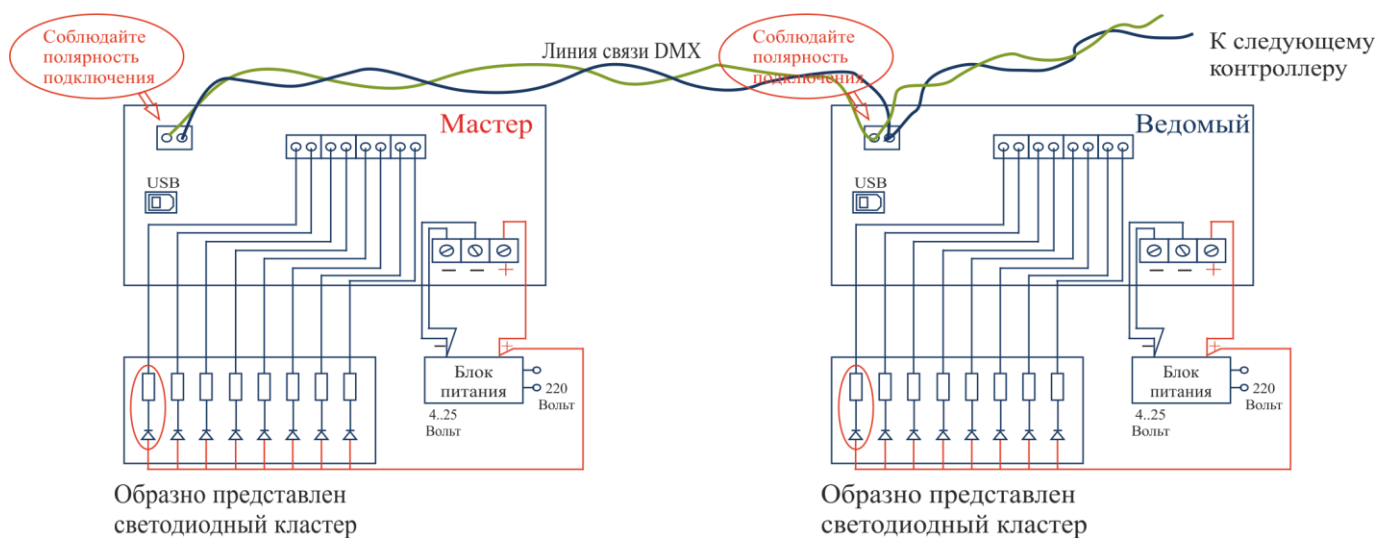 Соблюдайте
полярность
подключения
Линия связи DMX
Соблюдайте
полярность
подключения
К следующему
контроллеру
Мастер
USB
− − +
− +
Блок
питания
220
Вольт
4..25
Вольт
Образно представлен
светодиодный кластер
Ведомый
USB
− − +
− +
Блок
питания
220
Вольт
4..25
Вольт
Образно представлен
светодиодный кластер